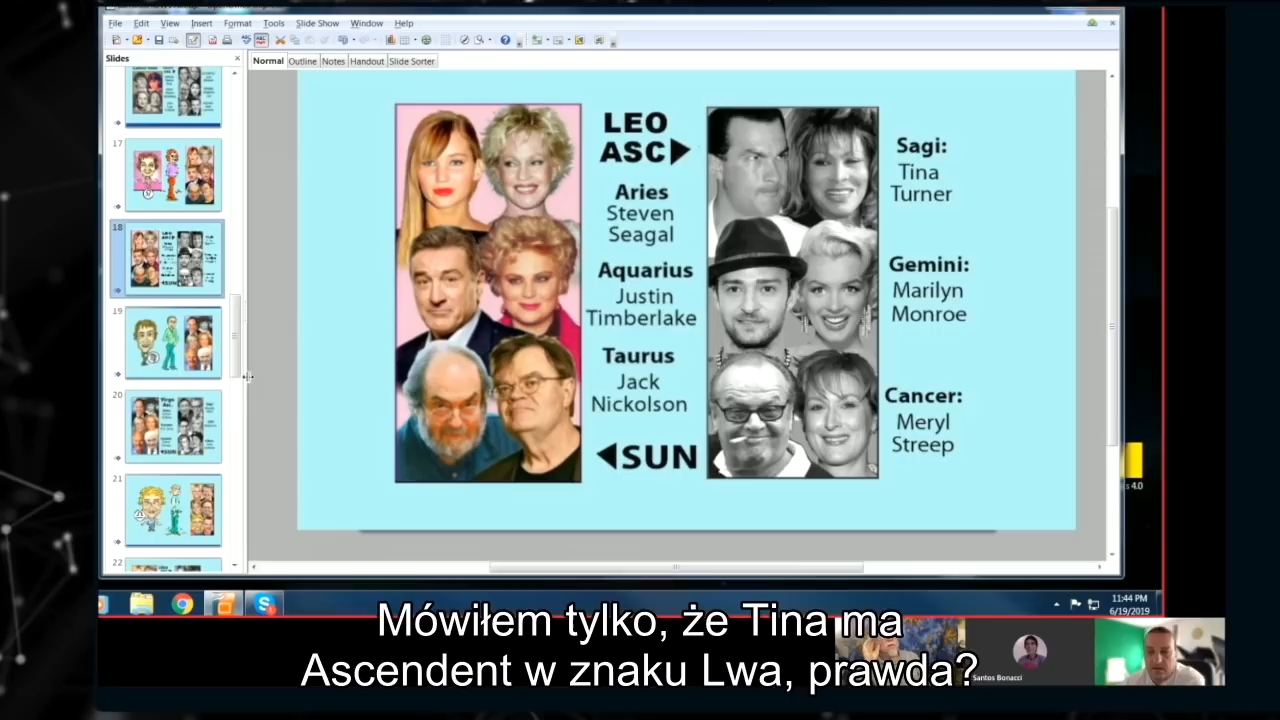 File Edit View Insert Format Tools Slide Show Window Help
Slides
Normal Outline Notes Handout Slide Sorter
17
18
19
20
21
22
LEO
ASC
Aries
Steven
Seagal
Aquarius
Justin
Timberlake
Taurus
Jack
Nickolson
SUN
Sagi:
Tina
Turner
Gemini:
Marilyn
Monroe
Cancer:
Meryl
Streep
11:44 PM
6/19/2019
Santos Bonacci
Mówiłem tylko, że Tina ma
Ascendent w znaku Lwa, prawda?